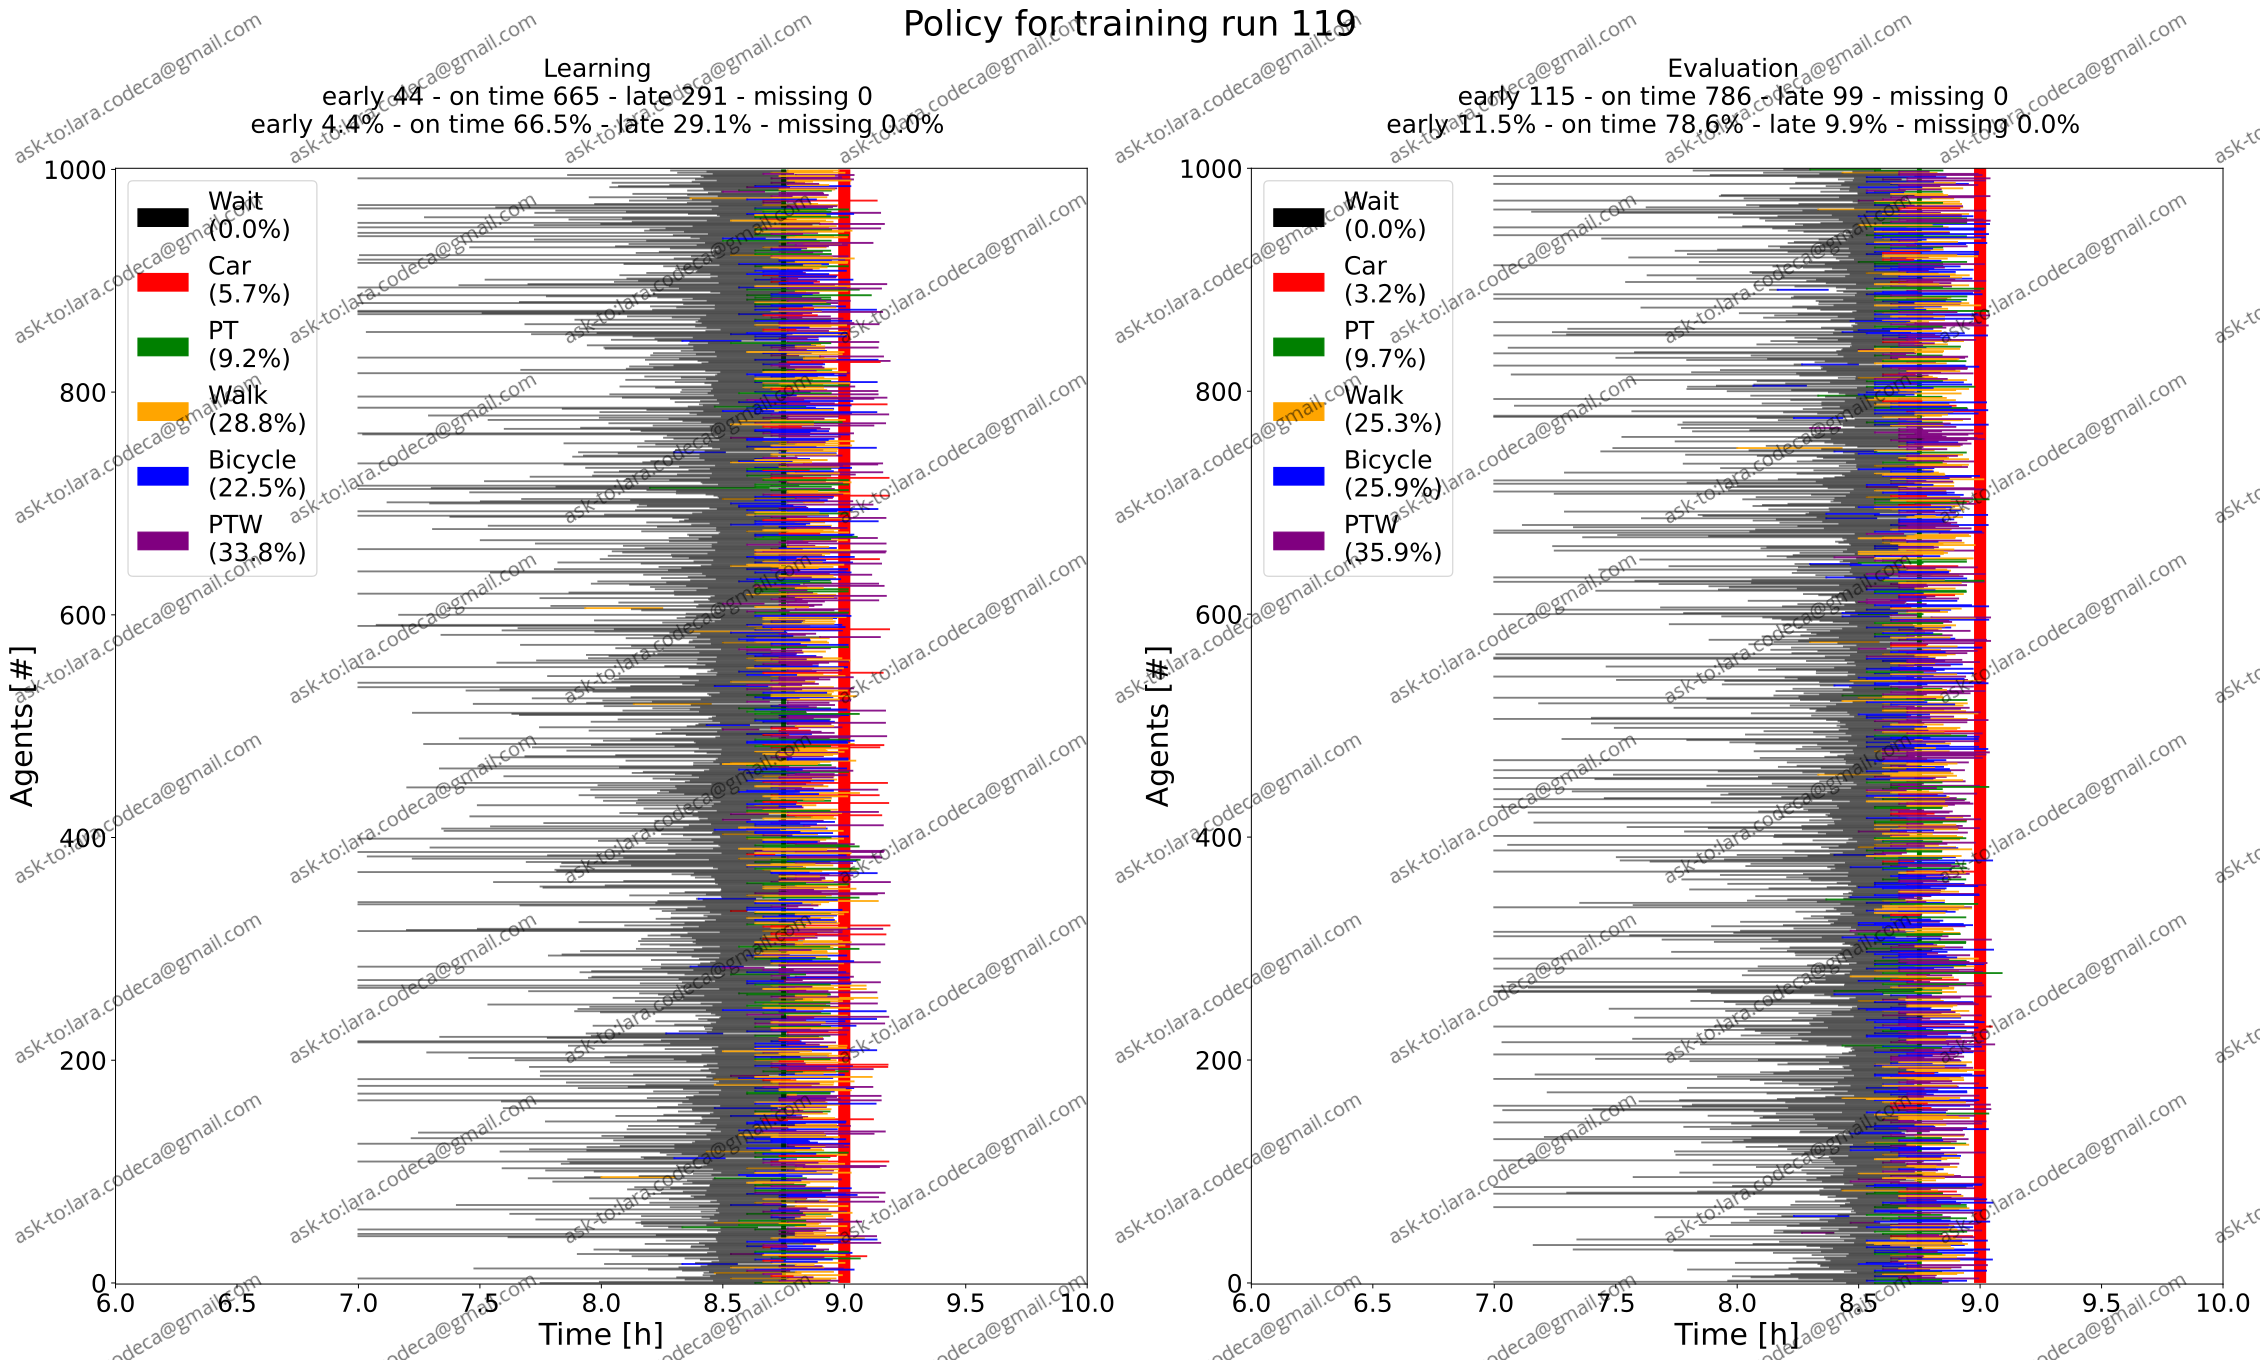 Policy for training run 119
Learning
early 44 - on time 665 - late 291 - missing 0
early 4.4% - on time 66.5% - late 29.1% - missing 0.0%
Agents [#]
1000
800
600
400
200
0
Wait
(0.0%)
Car
(5.7%)
PT
(9.2%)
Walk
(28.8%)
Bicycle
(22.5%)
PTW
(33.8%)
6.0 6.5 7.0 7.5 8.0 8.5 9.0 9.5 10.0
Time [h]
Evaluation
early 115 - on time 786 - late 99 - missing 0
early 11.5% - on time 78.6% - late 9.9% - missing 0.0%
Agents [#]
1000
800
600
400
200
0
Wait
(0.0%)
Car
(3.2%)
PT
(9.7%)
Walk
(25.3%)
Bicycle
(25.9%)
PTW
(35.9%)
6.0 6.5 7.0 7.5 8.0 8.5 9.0 9.5 10.0
Time [h]
ask-to:lara.codeca@gmail.com